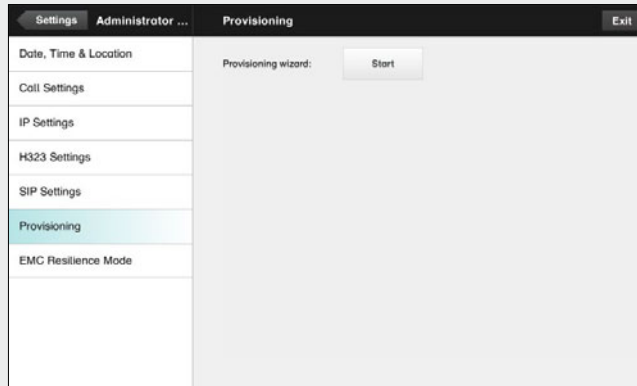 Settings
Administrator ...
Provisioning
Exit
Date, Time & Location
Call Settings
IP Settings
H323 Settings
SIP Settings
Provisioning
EMC Resilience Mode
Provisioning wizard:
Start